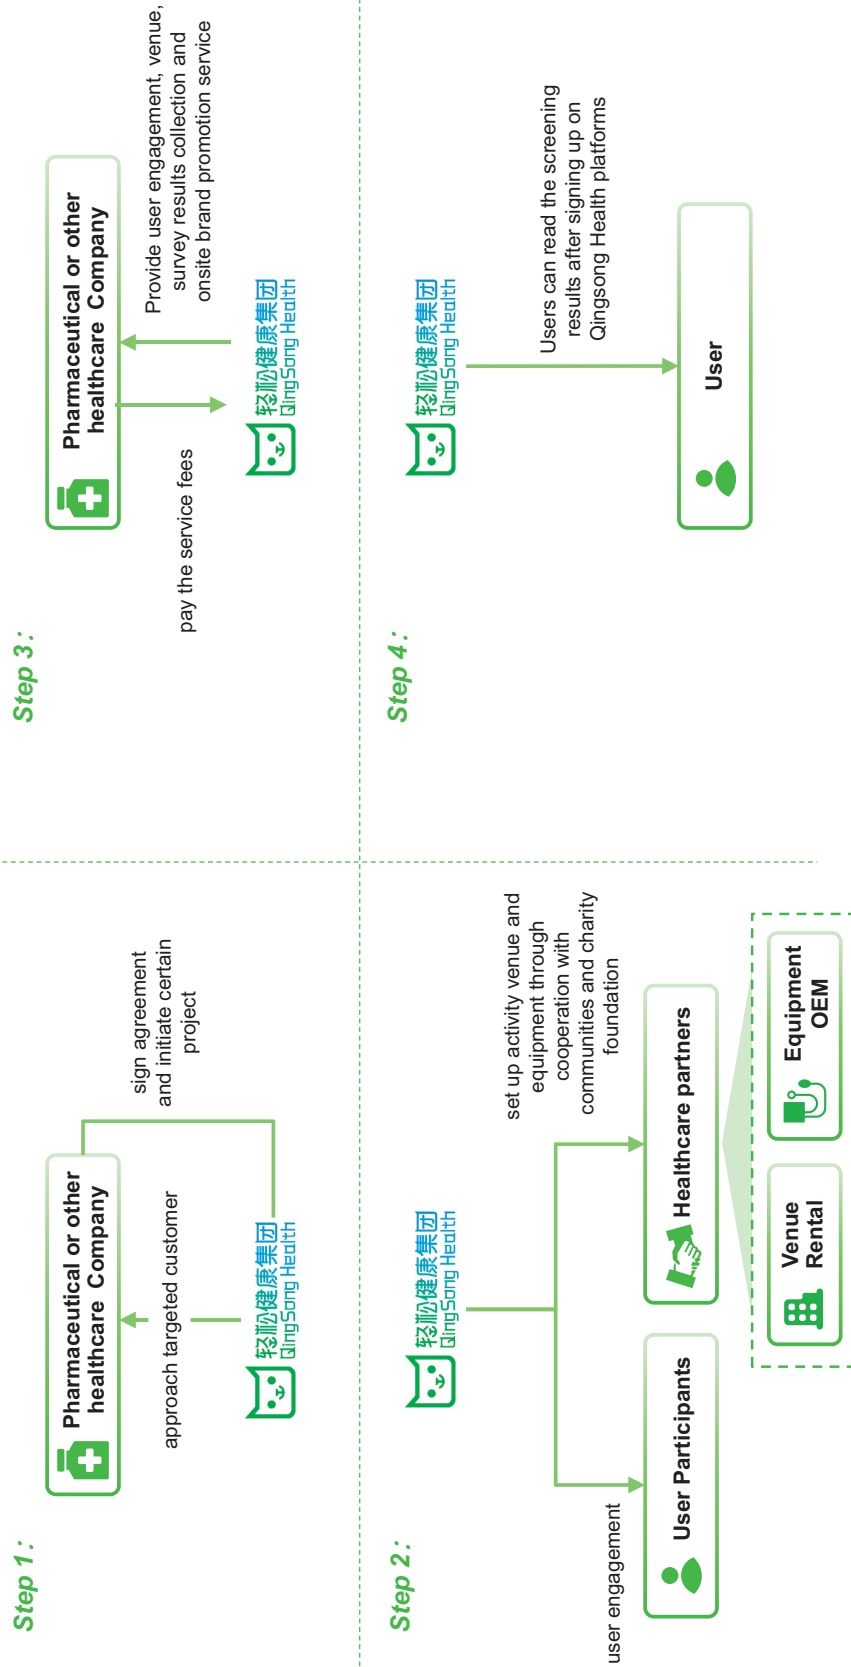 Step 1:
Pharmaceutical or other
healthcare Company
approach targeted customer
sign agreement
and initiate certain
project
轻松健康集团
QingSong Health
Step 2:
轻松健康集团
QingSong Health
user engagement
set up activity venue and
equipment through
cooperation with
communities and charity
foundation
User Participants
Healthcare partners
Venue
Rental
Equipment
OEM
Step 3:
Pharmaceutical or other
healthcare Company
pay the service fees
Provide user engagement, venue,
survey results collection and
onsite brand promotion service
轻松健康集团
QingSong Health
Step 4:
轻松健康集团
QingSong Health
Users can read the screening
results after signing up on
Qingsong Health platforms
User